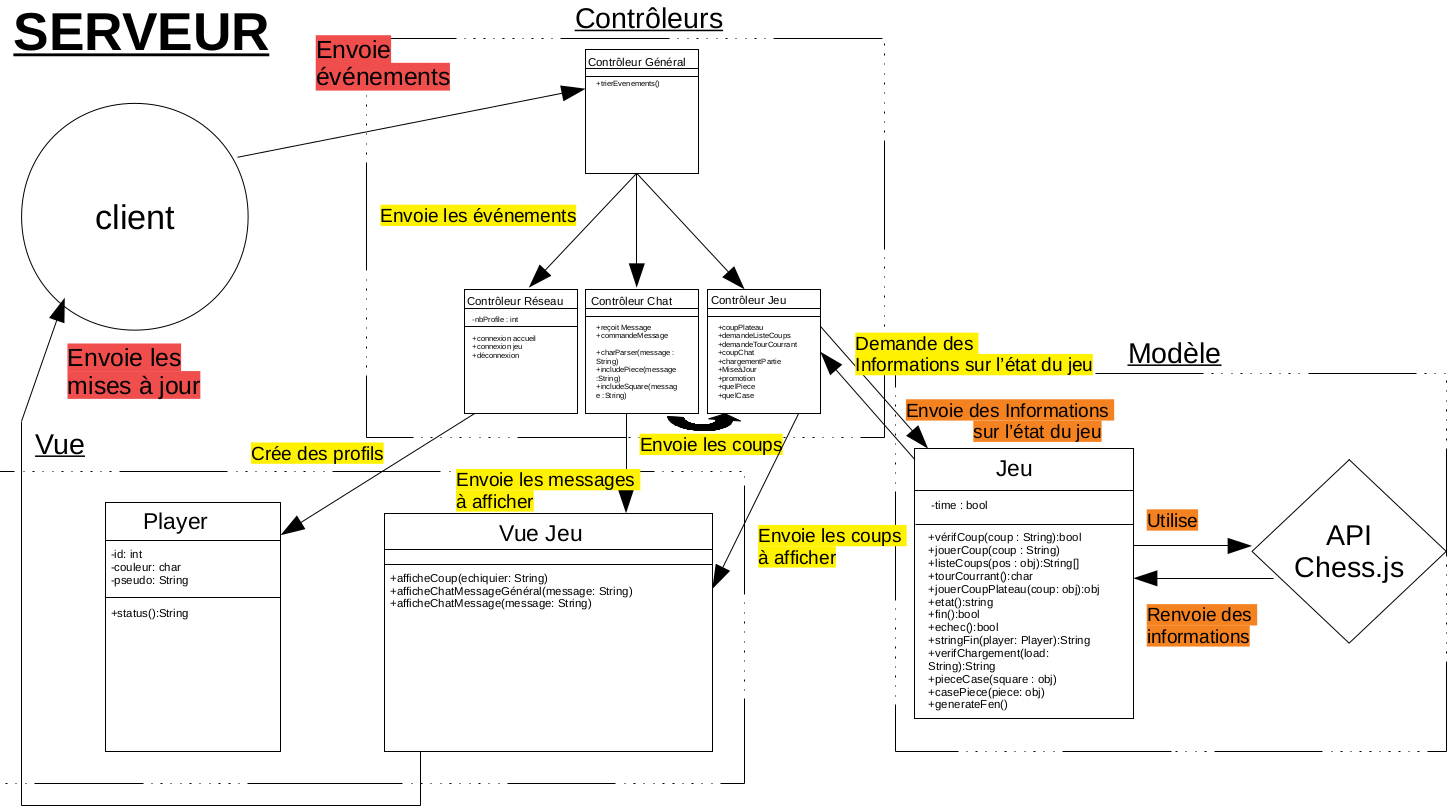 SERVEUR
Contrôleurs
Envoie
événements
Contrôleur Général
+trierEvenements()
client
Envoie les événements
Contrôleur Réseau
-nbProfile : int
+connexion accueil
+connexion jeu
+déconnexion
Contrôleur Chat
+reçoit Message
+commandeMessage
+charParser(message :
String)
+includePiece(message
:String)
+includeSquare(messag
e : String)
Contrôleur Jeu
+coupPlateau
+demandeListeCoups
+demandeTourCourrant
+coupChat
+chargementPartie
+MiseàJour
+promotion
+quelPiece
+quelCase
Envoie les
mises à jour
Demande des
Informations sur l’état du jeu
Modèle
Envoie des Informations
sur l’état du jeu
Vue
Crée des profils
Envoie les coups
Envoie les messages
à afficher
Envoie les coups
à afficher
Player
-id: int
-couleur: char
-pseudo: String
+status():String
Vue Jeu
+afficheCoup(echiquier: String)
+afficheChatMessageGénéral(message: String)
+afficheChatMessage(message: String)
Jeu
-time : bool
+vérifCoup(coup : String):bool
+jouerCoup(coup : String)
+listeCoups(pos : obj):String[]
+tourCourrant():char
+jouerCoupPlateau(coup: obj):obj
+etat():string
+fin():bool
+echec():bool
+stringFin(player: Player):String
+verifChargement(load:
String):String
+pieceCase(square : obj)
+casePiece(piece: obj)
+generateFen()
Utilise
API
Chess.js
Renvoie des
informations